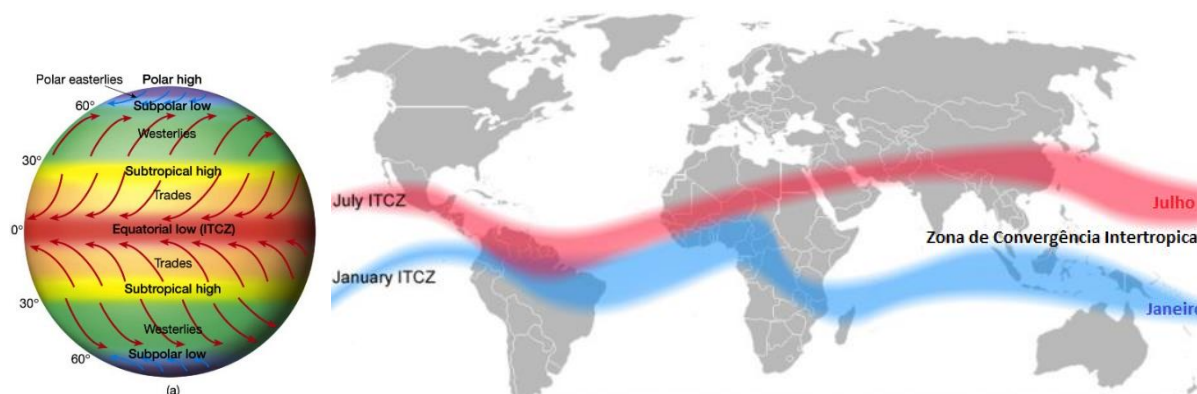 Polar easterlies
Polar high
60°
Subpolar low
Westerlies
30°
Subtropical high
Trades
0°
Equatorial low (ITCZ)
Trades
Subtropical high
30°
Westerlies
60°
Subpolar low
(a)
July ITCZ
Julho
Zona de Convergência Intertropica
January ITCZ
Janeiro